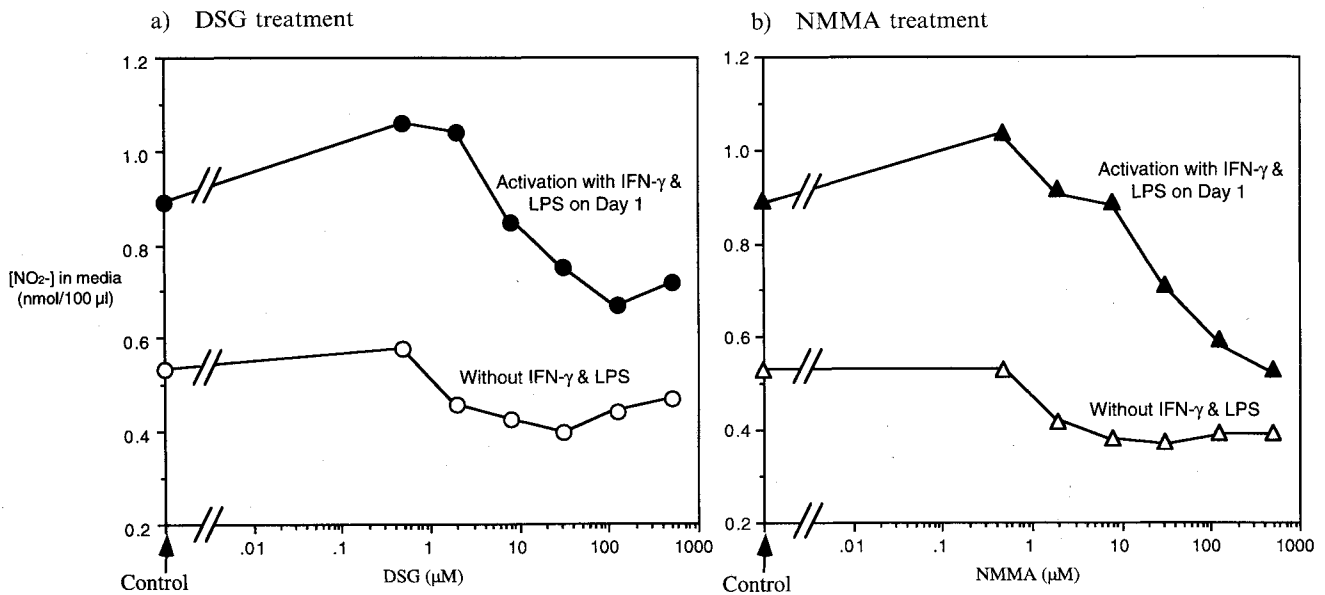 a) DSG treatment
1.2
1.0
0.8
0.6
0.4
0.2
[NO2-] in media
(nmol/100 µl)
Activation with IFN-γ &
LPS on Day 1
Without IFN-γ & LPS
.01 .1 1 10 100 1000
Control
DSG (µM)
b) NMMA treatment
1.2
1.0
0.8
0.6
0.4
0.2
Activation with IFN-γ &
LPS on Day 1
Without IFN-γ & LPS
.01 .1 1 10 100 1000
Control
NMMA (µM)